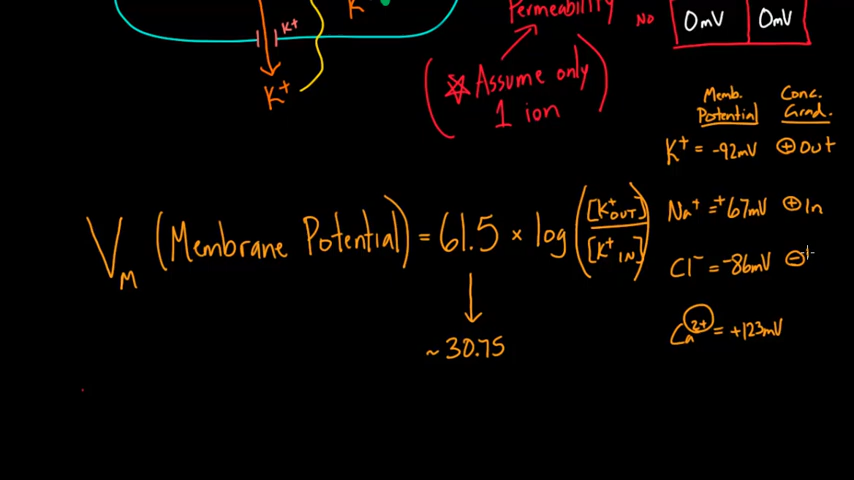 Permeability
K
K+
NO
0mV 0mV
K+
☆ Assume only
1 ion
Memb. Potential
Conc. Grad.
K+ = -92mV ⊕ Out
Na+ = +67mV ⊕ In
Cl- = -86mV ⊖
Ca2+ = +123mV
VM (Membrane Potential) = 61.5 × log ([K+ OUT] / [K+ IN])
~30.75